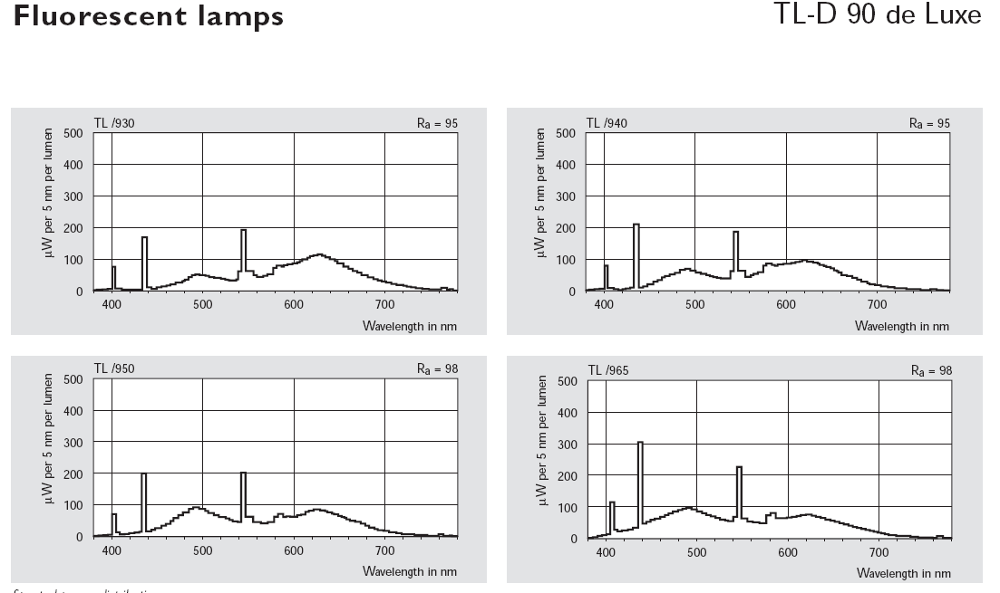 Fluorescent lamps
TL-D 90 de Luxe
TL /930
Ra = 95
µW per 5 nm per lumen
500
400
300
200
100
0
400
500
600
700
Wavelength in nm
TL /940
Ra = 95
µW per 5 nm per lumen
500
400
300
200
100
0
400
500
600
700
Wavelength in nm
TL /950
Ra = 98
µW per 5 nm per lumen
500
400
300
200
100
0
400
500
600
700
Wavelength in nm
TL /965
Ra = 98
µW per 5 nm per lumen
500
400
300
200
100
0
400
500
600
700
Wavelength in nm